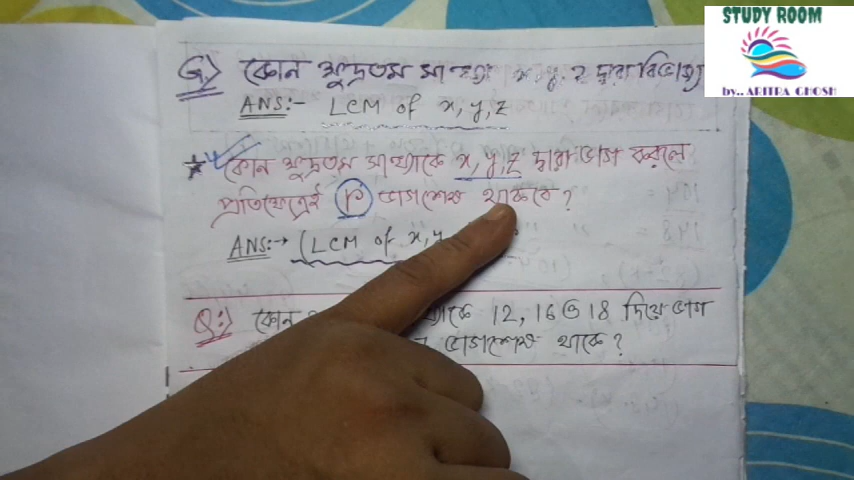 STUDY ROOM
by.. ARITRA GHOSH
Q> কোন ক্ষুদ্রতম সংখ্যা x, y, z দ্বারা বিভাজ্য
ANS:- LCM of x, y, z
কোন ক্ষুদ্রতম সংখ্যাকে x, y, z দ্বারা ভাগ করলে
প্রতিক্ষেত্রেই P ভাগশেষ থাকবে?
ANS:→ (LCM of x, y
Q:> কোন 12, 16 ও 18 দিয়ে ভাগ
ভাগশেষ থাকে?